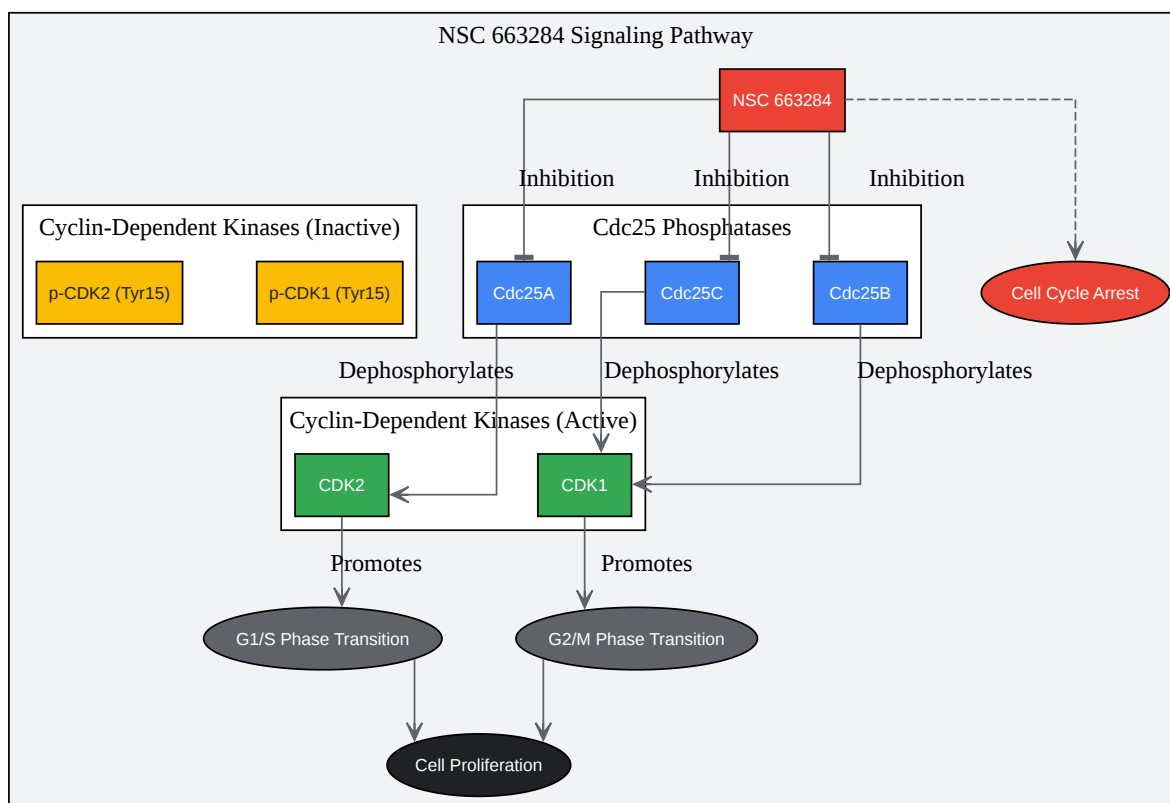 NSC 663284 Signaling Pathway
NSC 663284
Inhibition
Inhibition
Inhibition
Cyclin-Dependent Kinases (Inactive)
Cdc25 Phosphatases
p-CDK2 (Tyr15)
p-CDK1 (Tyr15)
Cdc25A
Cdc25C
Cdc25B
Cell Cycle Arrest
Dephosphorylates
Dephosphorylates
Dephosphorylates
Cyclin-Dependent Kinases (Active)
CDK2
CDK1
Promotes
Promotes
G1/S Phase Transition
G2/M Phase Transition
Cell Proliferation